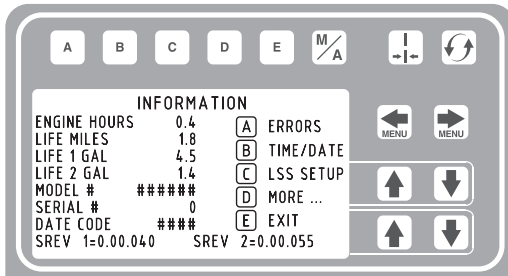 A B C D E M/A
INFORMATION
ENGINE HOURS 0.4
LIFE MILES 1.8
LIFE 1 GAL 4.5
LIFE 2 GAL 1.4
MODEL # ######
SERIAL # 0
DATE CODE ####
SREV 1=0.00.040 SREV 2=0.00.055
A ERRORS
B TIME/DATE
C LSS SETUP
D MORE ...
E EXIT
MENU MENU